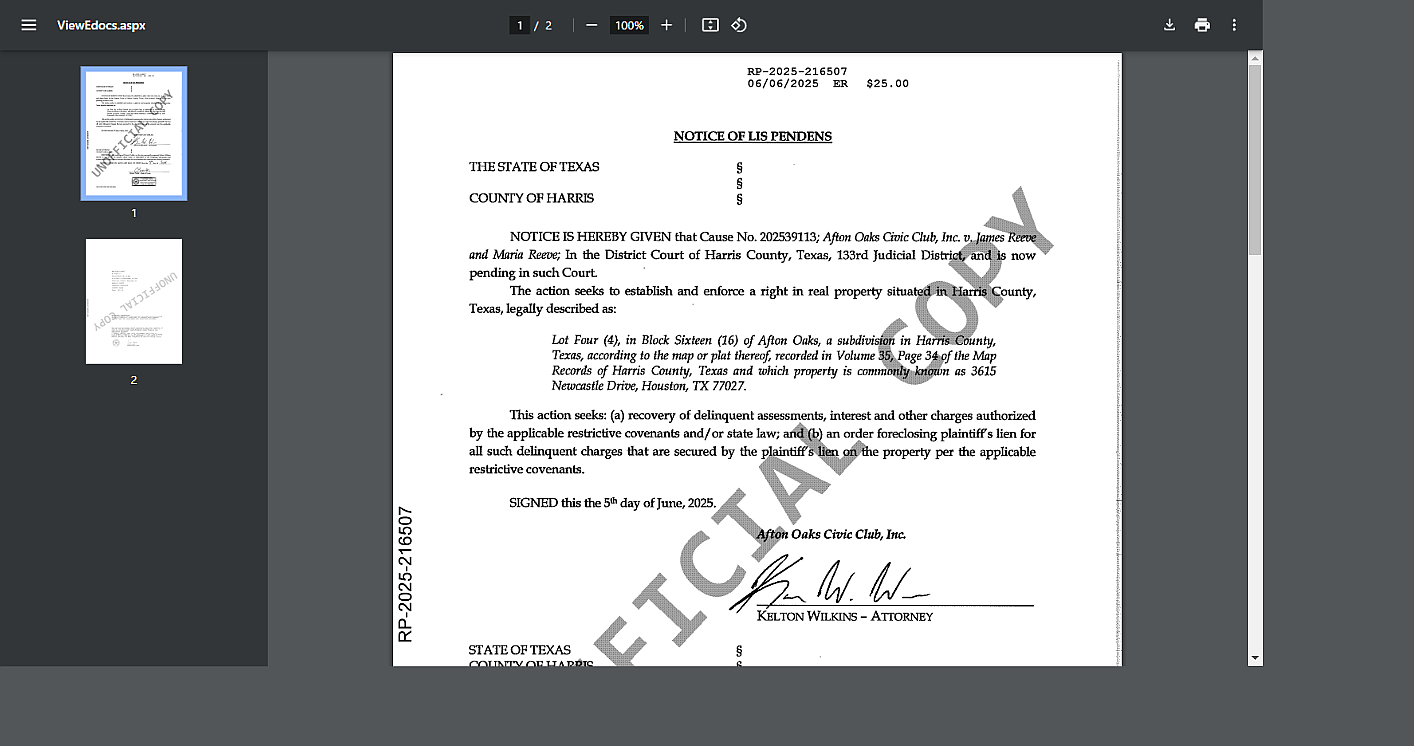 ViewEdocs.aspx
1 / 2
100%
1
2
RP-2025-216507
06/06/2025 ER $25.00
NOTICE OF LIS PENDENS
THE STATE OF TEXAS §
§
COUNTY OF HARRIS §
NOTICE IS HEREBY GIVEN that Cause No. 202539113; Afton Oaks Civic Club, Inc. v. James Reeve
and Maria Reeve; In the District Court of Harris County, Texas, 133rd Judicial District, and is now
pending in such Court.
The action seeks to establish and enforce a right in real property situated in Harris County,
Texas, legally described as:
Lot Four (4), in Block Sixteen (16) of Afton Oaks, a subdivision in Harris County,
Texas, according to the map or plat thereof, recorded in Volume 35, Page 34 of the Map
Records of Harris County, Texas and which property is commonly known as 3615
Newcastle Drive, Houston, TX 77027.
This action seeks: (a) recovery of delinquent assessments, interest and other charges authorized
by the applicable restrictive covenants and/or state law; and (b) an order foreclosing plaintiff's lien for
all such delinquent charges that are secured by the plaintiff's lien on the property per the applicable
restrictive covenants.
SIGNED this the 5th day of June, 2025.
Afton Oaks Civic Club, Inc.
KELTON WILKINS – ATTORNEY
STATE OF TEXAS §
COUNTY OF HARRIS §
RP-2025-216507
FICIAL COPY
UNOFFICIAL COPY
UNOFFICIAL COPY